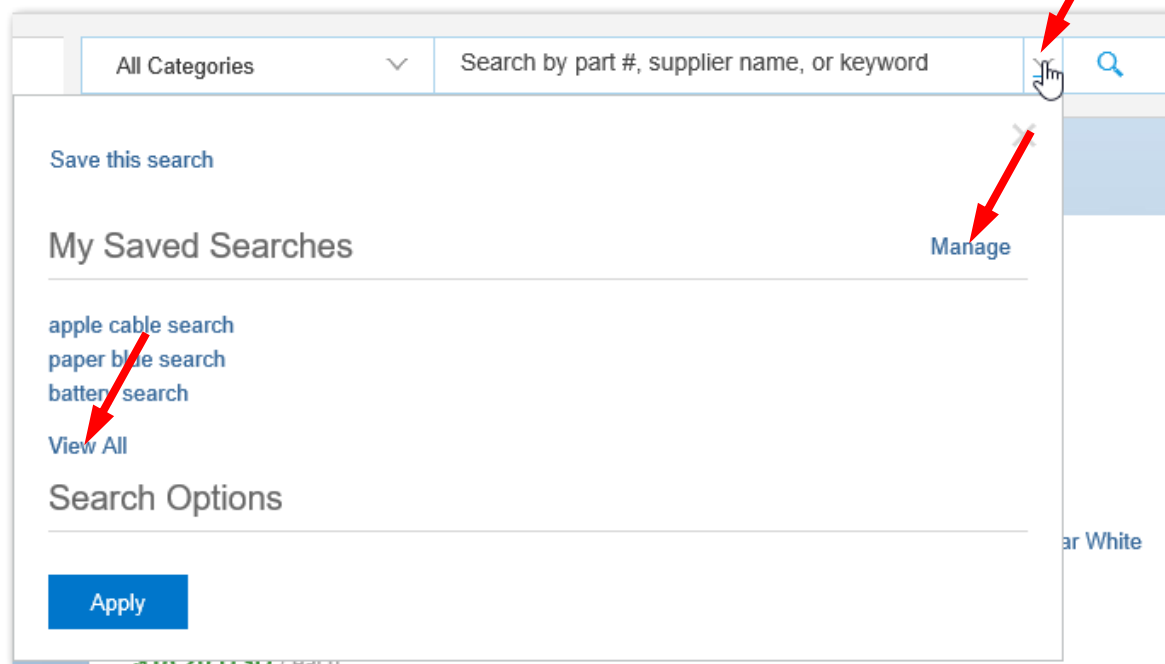 All Categories
Search by part #, supplier name, or keyword
Save this search
My Saved Searches
Manage
apple cable search
paper blue search
battery search
View All
Search Options
ar White
Apply